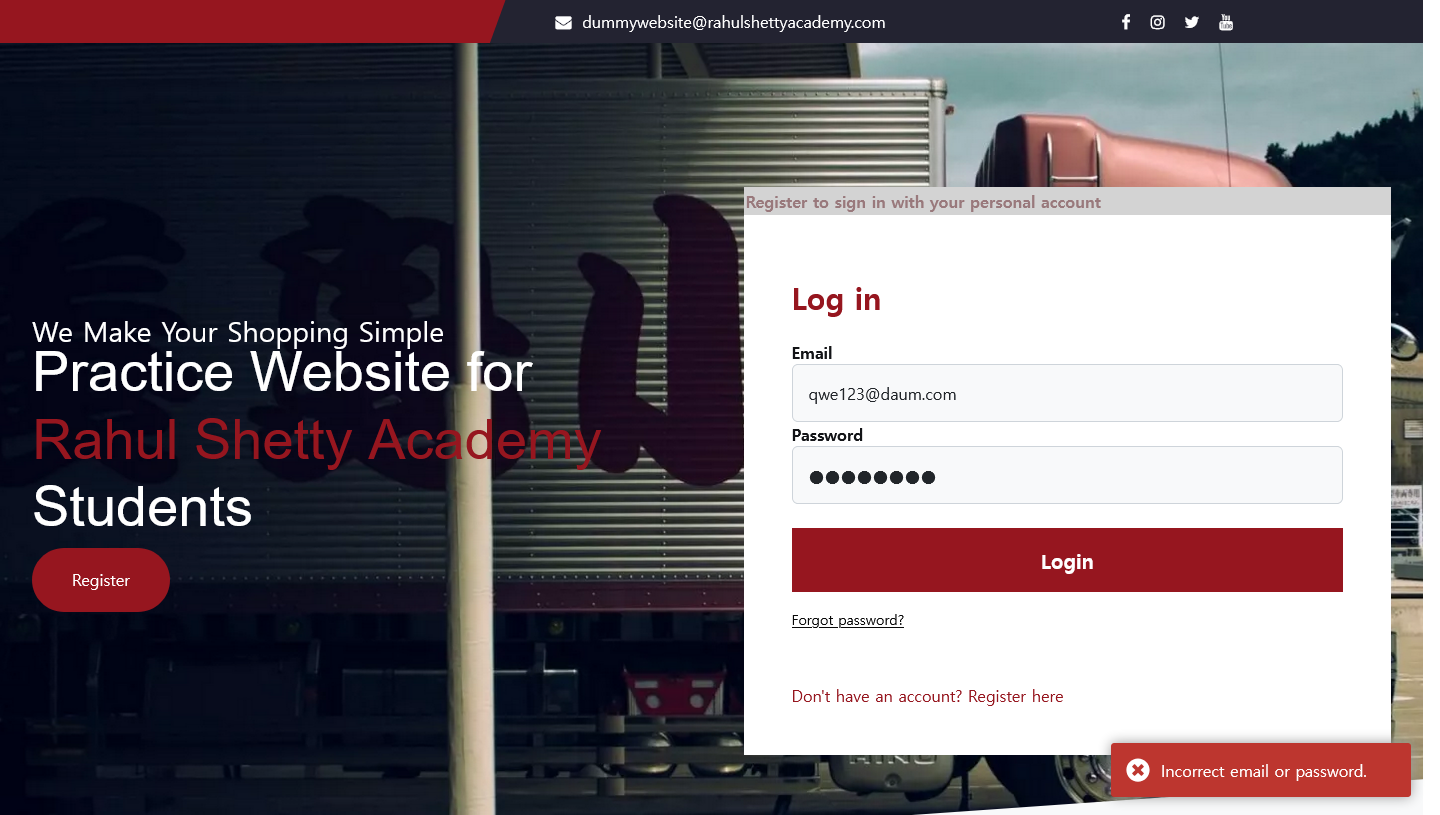 dummywebsite@rahulshettyacademy.com
You
Tube
We Make Your Shopping Simple
Practice Website for
Rahul Shetty Academy
Students
Register
Register to sign in with your personal account
Log in
Email
qwe123@daum.com
Password
Login
Forgot password?
Don't have an account? Register here
HINO
Incorrect email or password.